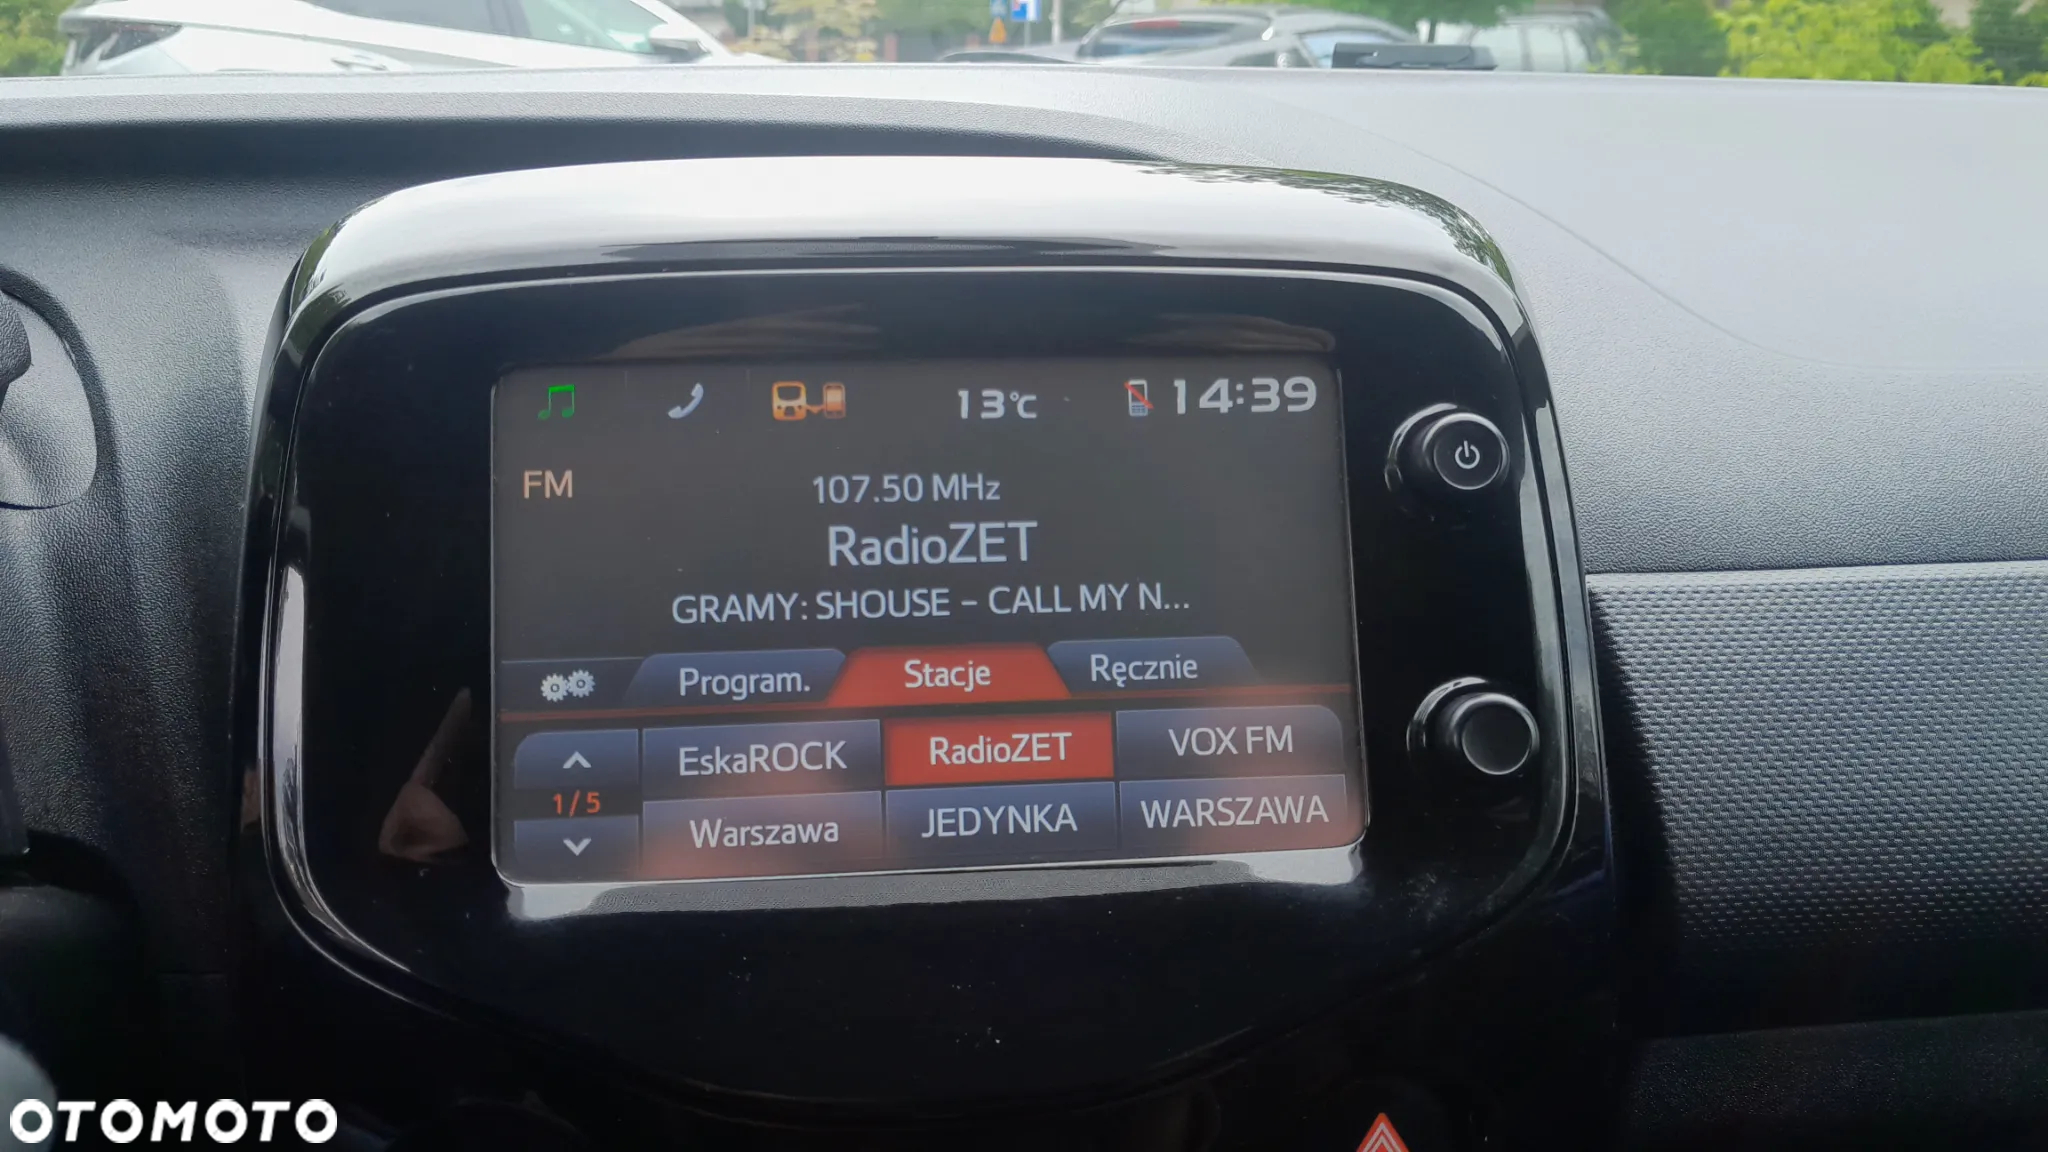 13°C 14:39
FM
107.50 MHz
RadioZET
GRAMY: SHOUSE – CALL MY N...
Program. Stacje Ręcznie
EskaROCK RadioZET VOX FM
1/5
Warszawa JEDYNKA WARSZAWA
OTOMOTO